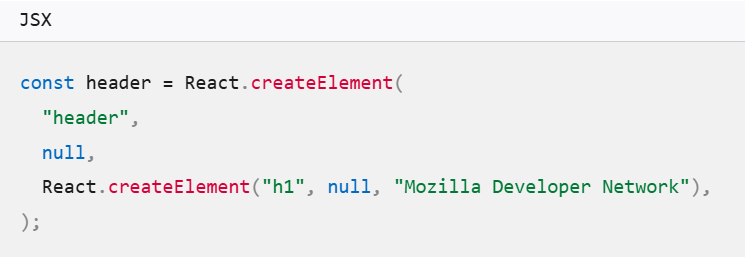 JSX
const header = React.createElement(
  "header",
  null,
  React.createElement("h1", null, "Mozilla Developer Network"),
);